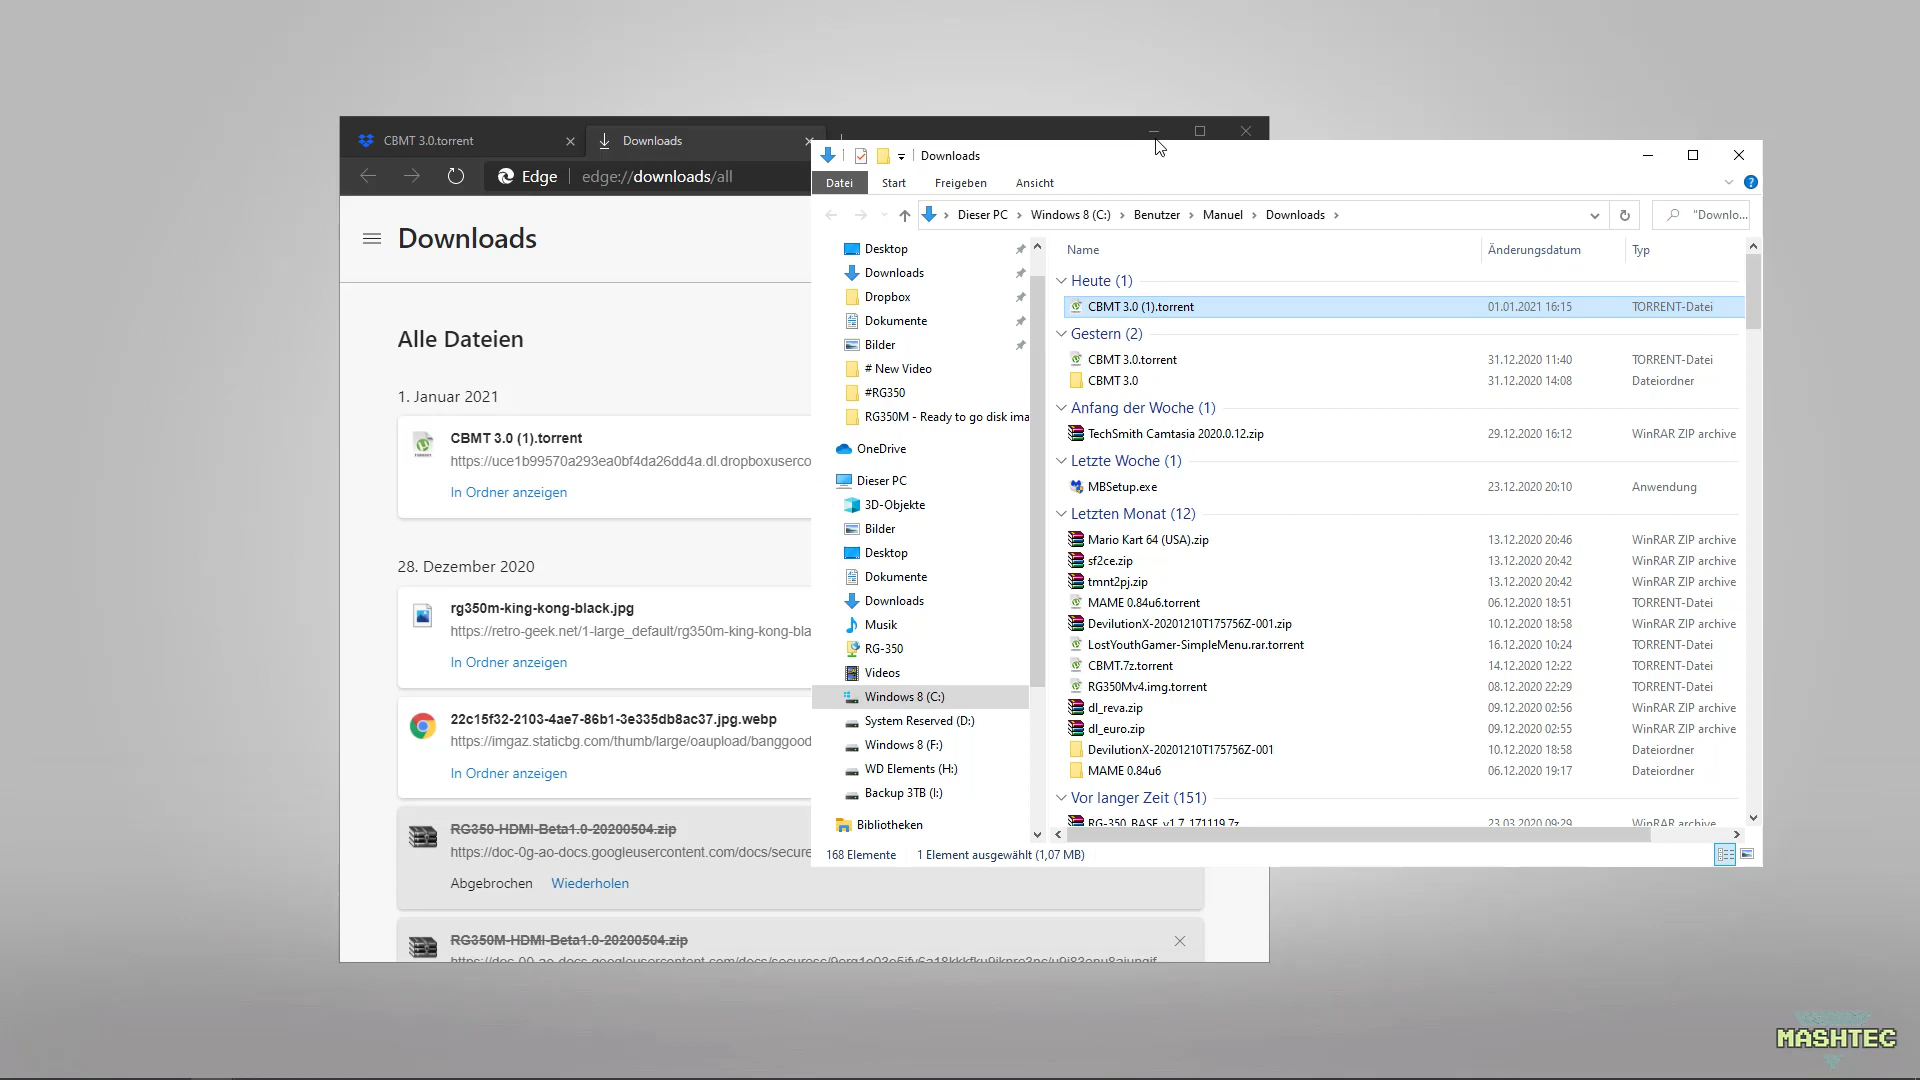 CBMT 3.0.torrent
Downloads
Edge
edge://downloads/all
Downloads
Alle Dateien
1. Januar 2021
CBMT 3.0 (1).torrent
https://uce1b99570a293ea0bf4da26dd4a.dl.dropboxuserco
In Ordner anzeigen
28. Dezember 2020
rg350m-king-kong-black.jpg
https://retro-geek.net/1-large_default/rg350m-king-kong-bla
In Ordner anzeigen
22c15f32-2103-4ae7-86b1-3e335db8ac37.jpg.webp
https://imgaz.staticbg.com/thumb/large/oaupload/banggood
In Ordner anzeigen
RG350-HDMI-Beta1.0-20200504.zip
https://doc-0g-ao-docs.googleusercontent.com/docs/secure
Abgebrochen Wiederholen
RG350M-HDMI-Beta1.0-20200504.zip
Downloads
Datei Start Freigeben Ansicht
Dieser PC Windows 8 (C:) Benutzer Manuel Downloads
"Downlo...
Desktop
Downloads
Dropbox
Dokumente
Bilder
# New Video
#RG350
RG350M - Ready to go disk ima
OneDrive
Dieser PC
3D-Objekte
Bilder
Desktop
Dokumente
Downloads
Musik
RG-350
Videos
Windows 8 (C:)
System Reserved (D:)
Windows 8 (F:)
WD Elements (H:)
Backup 3TB (I:)
Bibliotheken
Name Änderungsdatum Typ
Heute (1)
CBMT 3.0 (1).torrent 01.01.2021 16:15 TORRENT-Datei
Gestern (2)
CBMT 3.0.torrent 31.12.2020 11:40 TORRENT-Datei
CBMT 3.0 31.12.2020 14:08 Dateiordner
Anfang der Woche (1)
TechSmith Camtasia 2020.0.12.zip 29.12.2020 16:12 WinRAR ZIP archive
Letzte Woche (1)
MBSetup.exe 23.12.2020 20:10 Anwendung
Letzten Monat (12)
Mario Kart 64 (USA).zip 13.12.2020 20:46 WinRAR ZIP archive
sf2ce.zip 13.12.2020 20:42 WinRAR ZIP archive
tmnt2pj.zip 13.12.2020 20:42 WinRAR ZIP archive
MAME 0.84u6.torrent 06.12.2020 18:51 TORRENT-Datei
DevilutionX-20201210T175756Z-001.zip 10.12.2020 18:58 WinRAR ZIP archive
LostYouthGamer-SimpleMenu.rar.torrent 16.12.2020 10:24 TORRENT-Datei
CBMT.7z.torrent 14.12.2020 12:22 TORRENT-Datei
RG350Mv4.img.torrent 08.12.2020 22:29 TORRENT-Datei
dl_reva.zip 09.12.2020 02:56 WinRAR ZIP archive
dl_euro.zip 09.12.2020 02:55 WinRAR ZIP archive
DevilutionX-20201210T175756Z-001 10.12.2020 18:58 Dateiordner
MAME 0.84u6 06.12.2020 19:17 Dateiordner
Vor langer Zeit (151)
RG-350_BASE_v1.7_171119.7z 23.03.2020 09:29 WinRAR archive
168 Elemente 1 Element ausgewählt (1,07 MB)
MASHTEC